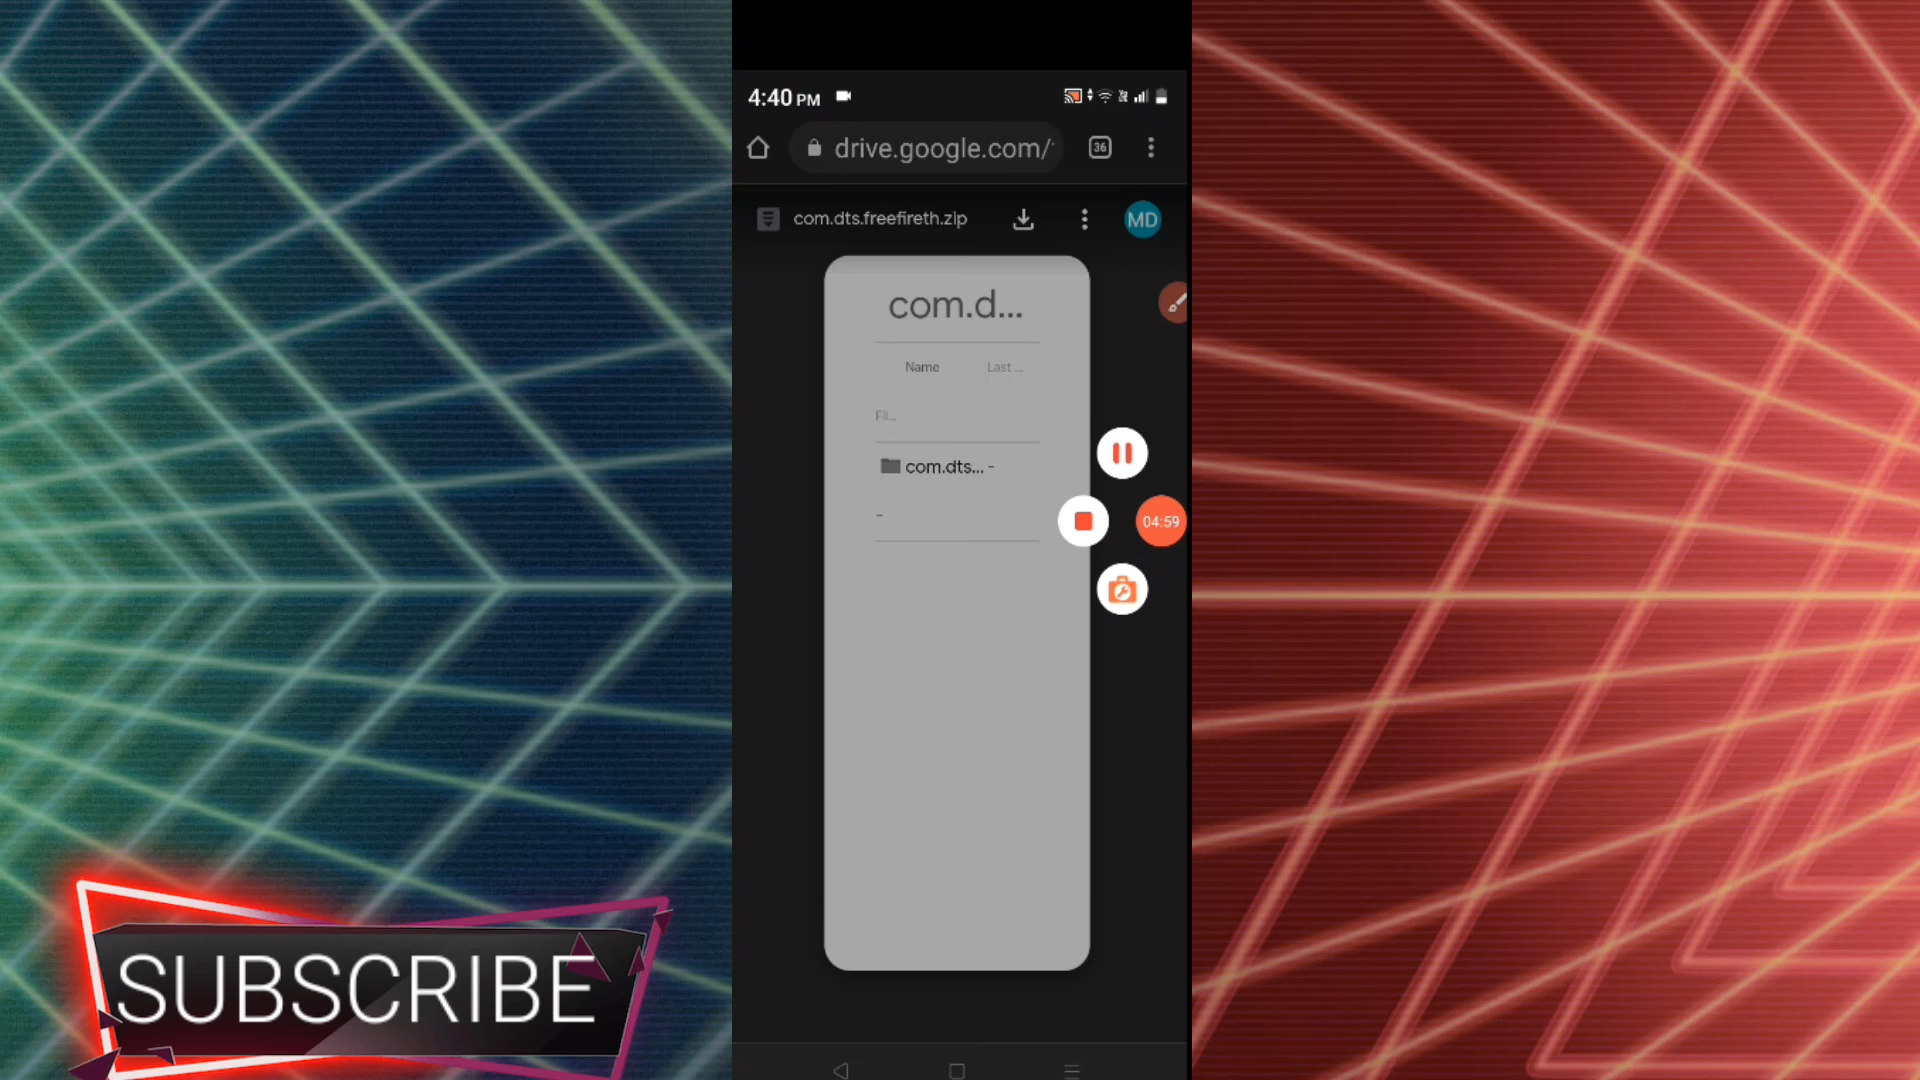 4:40 PM
drive.google.com/
36
com.dts.freefireth.zip
MD
com.d...
Name
Last ...
Fil...
com.dts... -
-
04:59
SUBSCRIBE